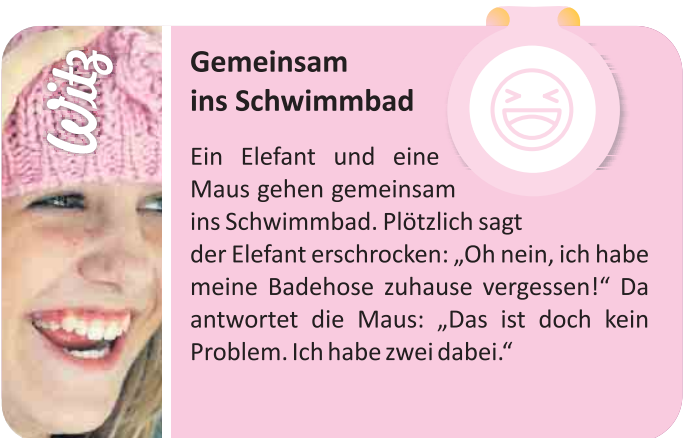 Witz
Gemeinsam
ins Schwimmbad
Ein Elefant und eine
Maus gehen gemeinsam
ins Schwimmbad. Plötzlich sagt
der Elefant erschrocken: „Oh nein, ich habe
meine Badehose zuhause vergessen!“ Da
antwortet die Maus: „Das ist doch kein
Problem. Ich habe zwei dabei.“